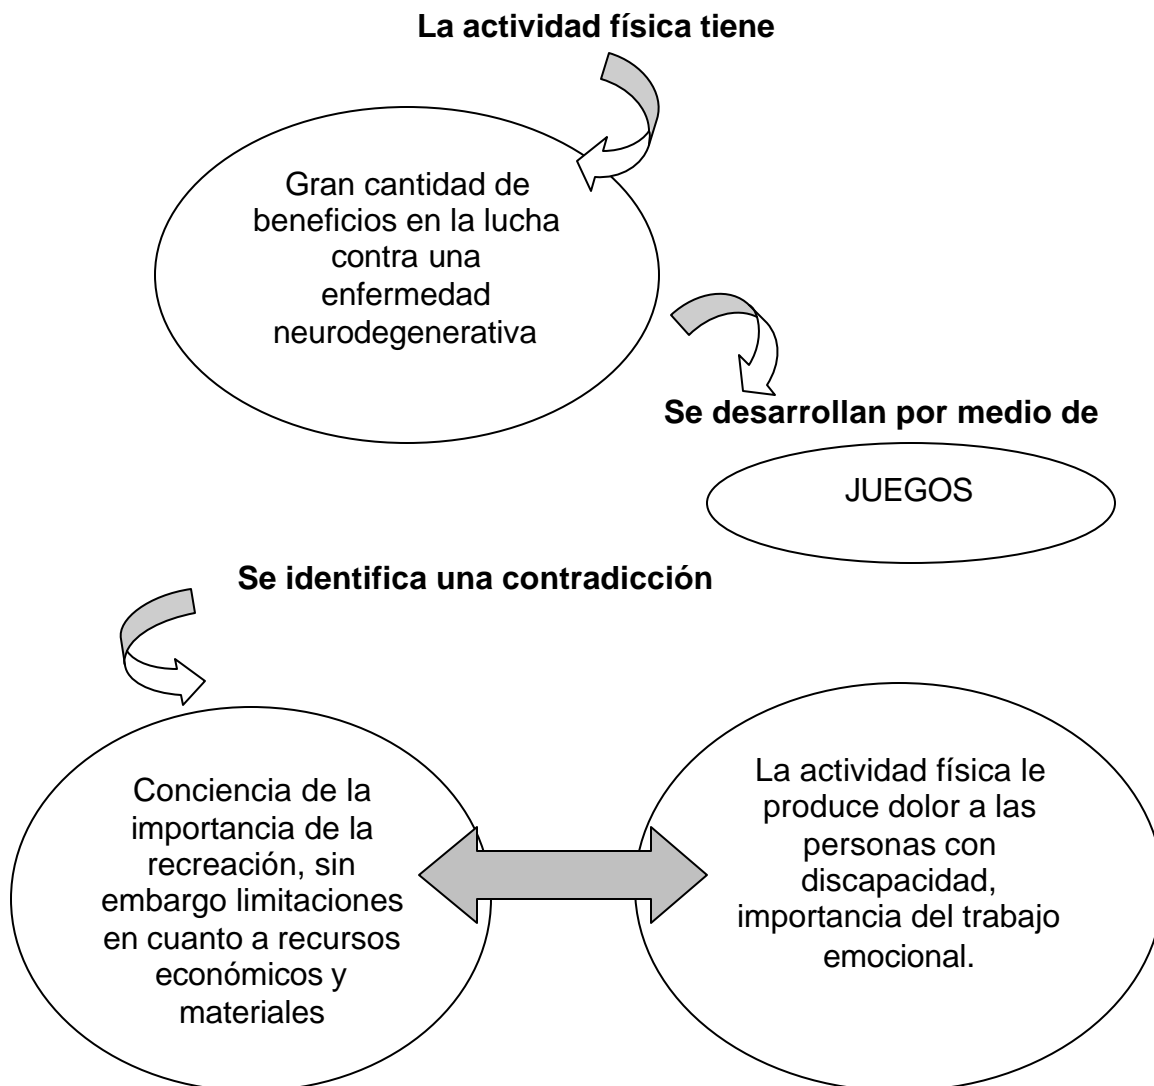 La actividad física tiene
Gran cantidad de
beneficios en la lucha
contra una
enfermedad
neurodegenerativa
Se desarrollan por medio de
JUEGOS
Se identifica una contradicción
Conciencia de la
importancia de la
recreación, sin
embargo limitaciones
en cuanto a recursos
económicos y
materiales
La actividad física le
produce dolor a las
personas con
discapacidad,
importancia del trabajo
emocional.